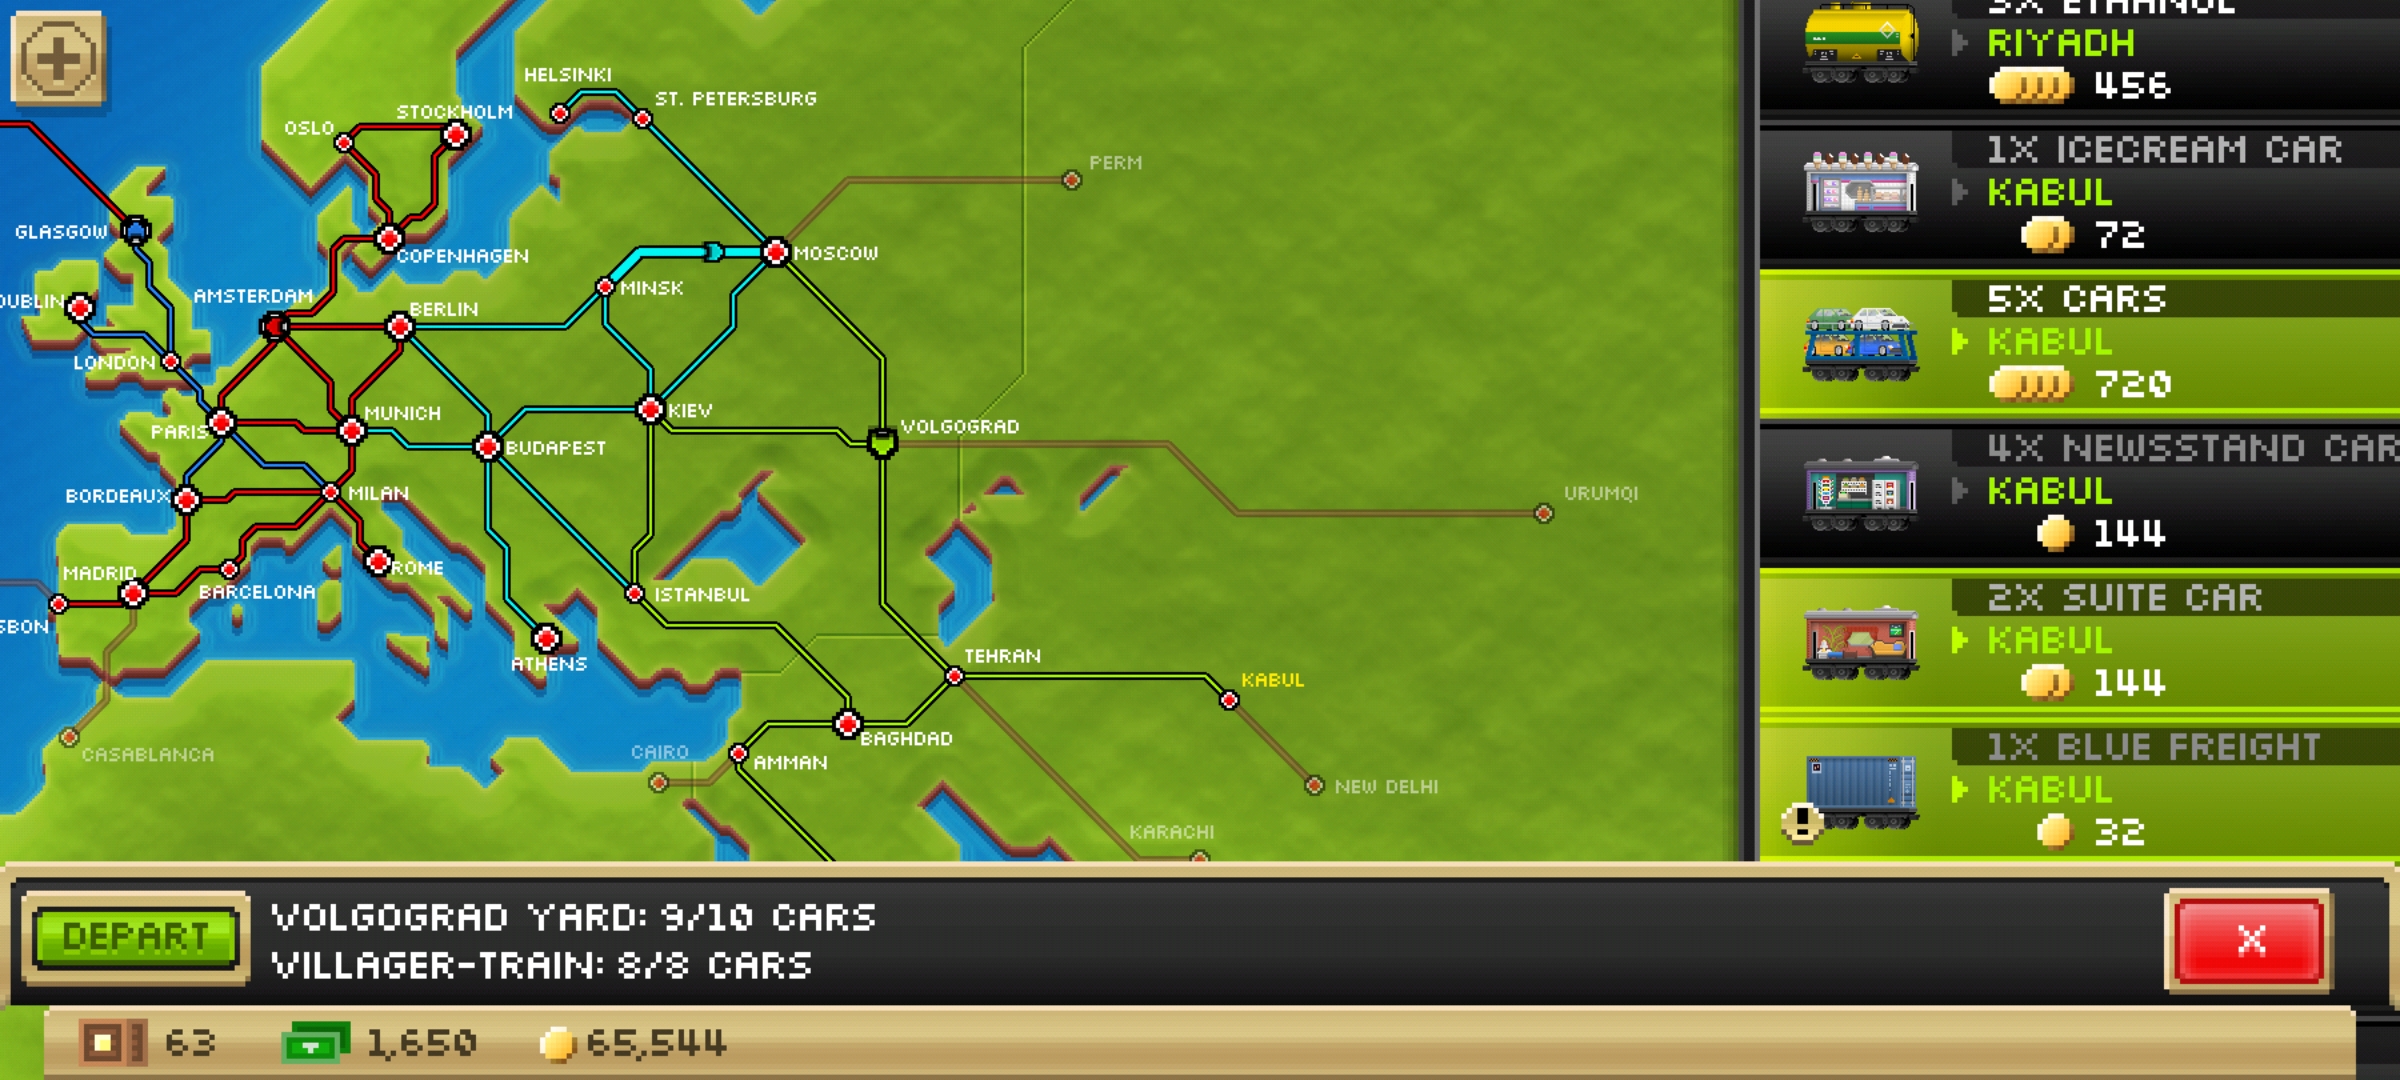 HELSINKI
ST. PETERSBURG
STOCKHOLM
OSLO
PERM
GLASGOW
COPENHAGEN
MOSCOW
MINSK
AMSTERDAM
BERLIN
DUBLIN
LONDON
MUNICH
KIEV
PARIS
BUDAPEST
VOLGOGRAD
BORDEAUX
MILAN
URUMQI
ROME
MADRID
BARCELONA
ISTANBUL
SBON
ATHENS
TEHRAN
KABUL
CASABLANCA
CAIRO
BAGHDAD
AMMAN
NEW DELHI
KARACHI
3X ETHANOL
RIYADH
456
1X ICECREAM CAR
KABUL
72
5X CARS
KABUL
720
4X NEWSSTAND CAR
KABUL
144
2X SUITE CAR
KABUL
144
1X BLUE FREIGHT
KABUL
32
DEPART
VOLGOGRAD YARD: 9/10 CARS
VILLAGER-TRAIN: 8/8 CARS
X
63
1,650
65,544